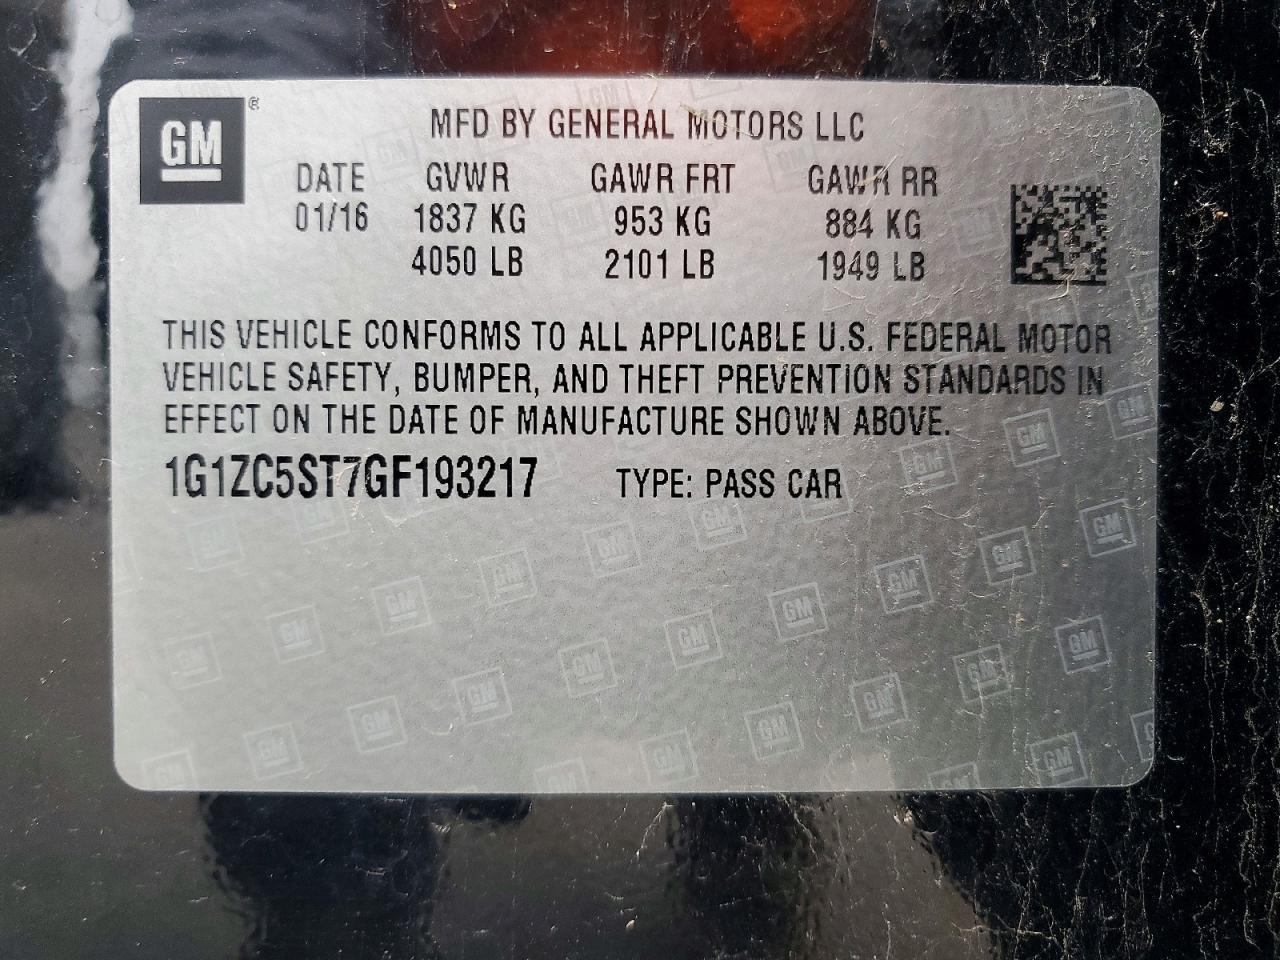 GM ®
MFD BY GENERAL MOTORS LLC
DATE GVWR GAWR FRT GAWR RR
01/16 1837 KG 953 KG 884 KG
4050 LB 2101 LB 1949 LB
THIS VEHICLE CONFORMS TO ALL APPLICABLE U.S. FEDERAL MOTOR
VEHICLE SAFETY, BUMPER, AND THEFT PREVENTION STANDARDS IN
EFFECT ON THE DATE OF MANUFACTURE SHOWN ABOVE.
1G1ZC5ST7GF193217 TYPE: PASS CAR